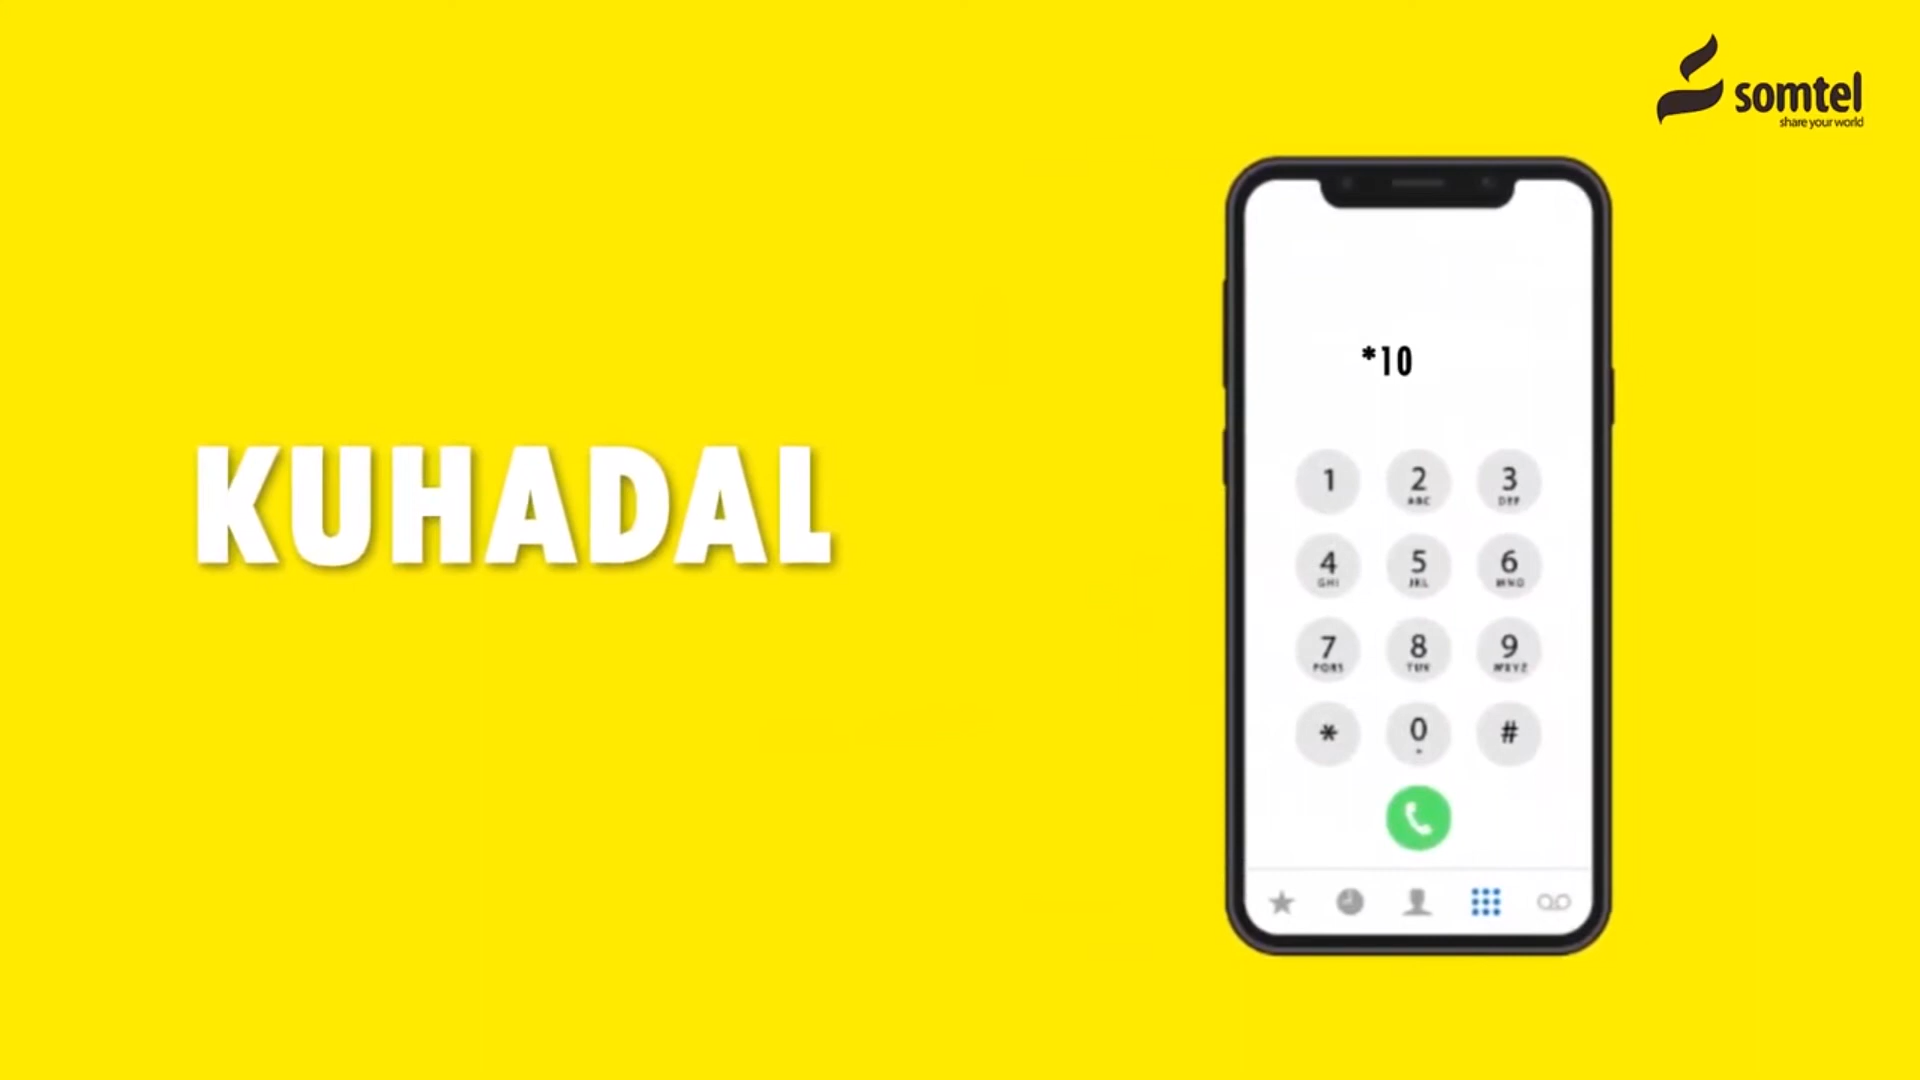 somtel
share your world
*10
KUHADAL
1 2 3
ABC DEF
4 5 6
GHI JKL MNO
7 8 9
PQRS TUV WXYZ
* 0 #